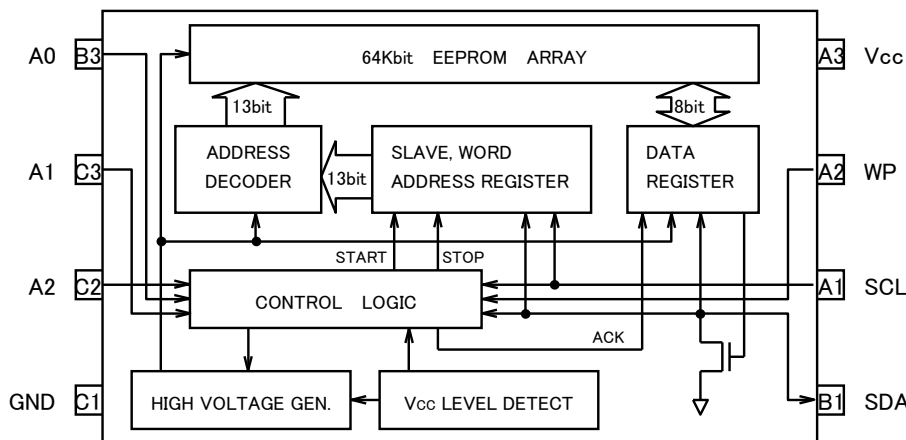 A0 B3 64Kbit EEPROM ARRAY A3 Vcc
13bit 8bit
A1 C3 ADDRESS DECODER 13bit SLAVE, WORD ADDRESS REGISTER DATA REGISTER A2 WP
START STOP
A2 C2 CONTROL LOGIC A1 SCL
ACK
GND C1 HIGH VOLTAGE GEN. Vcc LEVEL DETECT B1 SDA